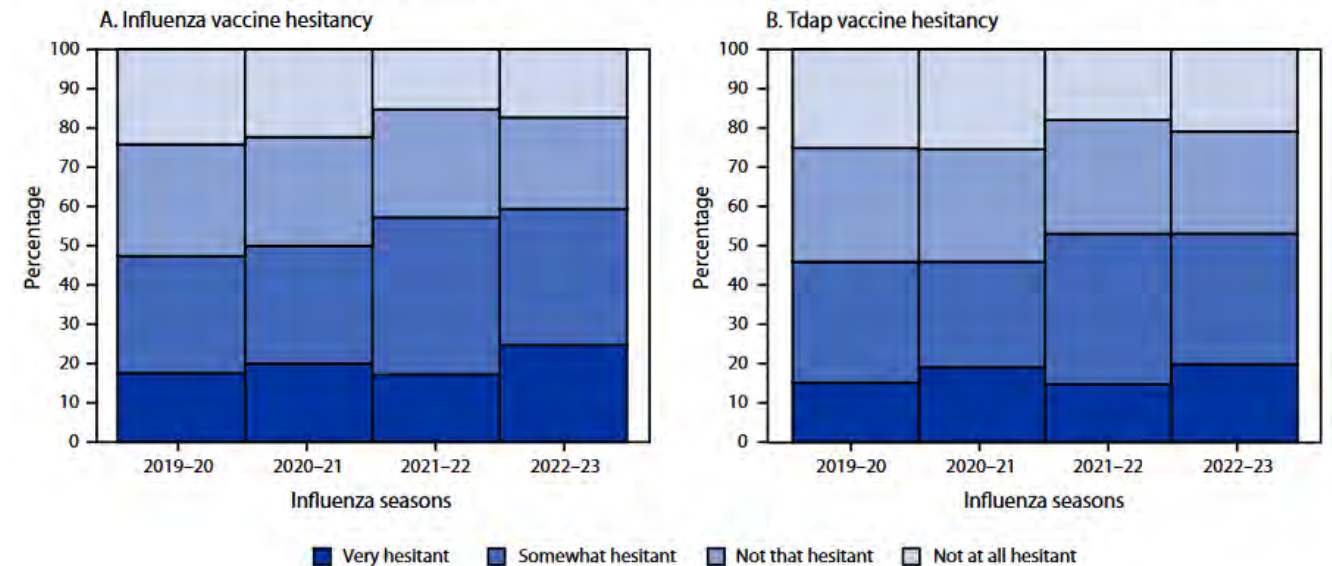 A. Influenza vaccine hesitancy
100
90
80
70
60
50
40
30
20
10
0
Percentage
2019–20 2020–21 2021–22 2022–23
Influenza seasons
B. Tdap vaccine hesitancy
100
90
80
70
60
50
40
30
20
10
0
Percentage
2019–20 2020–21 2021–22 2022–23
Influenza seasons
Very hesitant Somewhat hesitant Not that hesitant Not at all hesitant